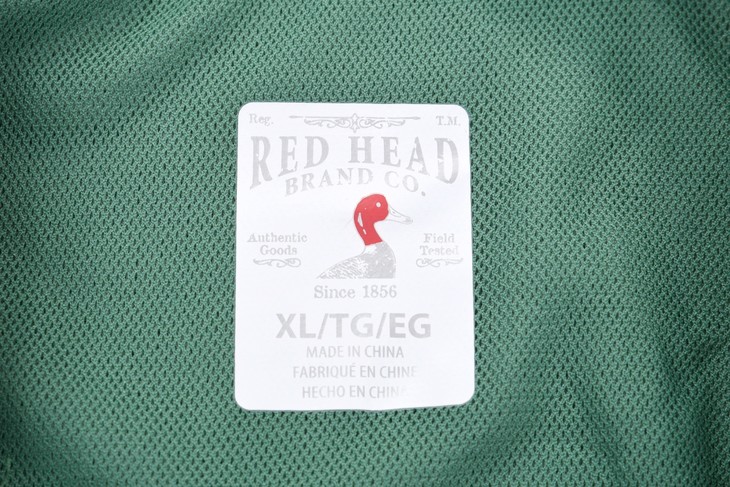 Reg. T.M.
RED HEAD
BRAND CO.
Authentic Goods
Field Tested
Since 1856
XL/TG/EG
MADE IN CHINA
FABRIQUÉ EN CHINE
HECHO EN CHINA